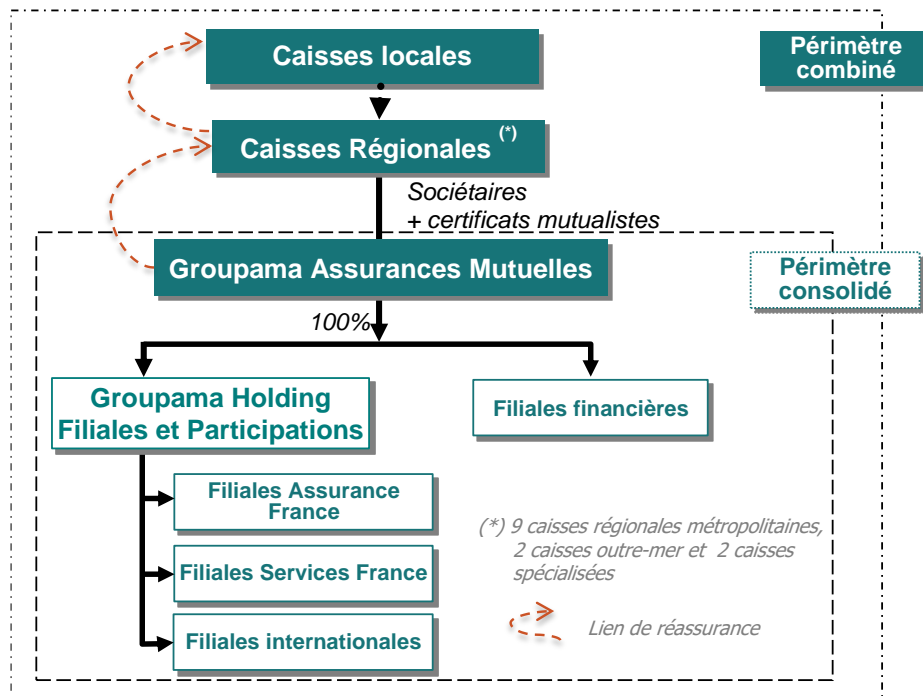 Caisses locales
Périmètre
combiné
Caisses Régionales (*)
Sociétaires
+ certificats mutualistes
Groupama Assurances Mutuelles
Périmètre
consolidé
100%
Groupama Holding
Filiales et Participations
Filiales financières
Filiales Assurance
France
(*) 9 caisses régionales métropolitaines,
2 caisses outre-mer et 2 caisses
spécialisées
Filiales Services France
Filiales internationales
Lien de réassurance